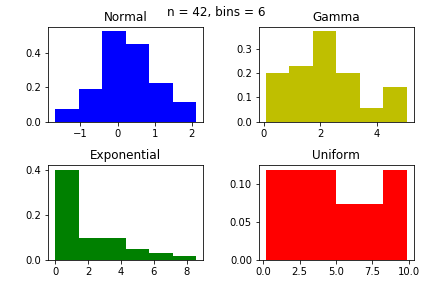 n = 42, bins = 6
Normal
0.4
0.2
0.0
−1 0 1 2
Gamma
0.3
0.2
0.1
0.0
0 2 4
Exponential
0.4
0.2
0.0
0 2 4 6 8
Uniform
0.10
0.05
0.00
0.0 2.5 5.0 7.5 10.0